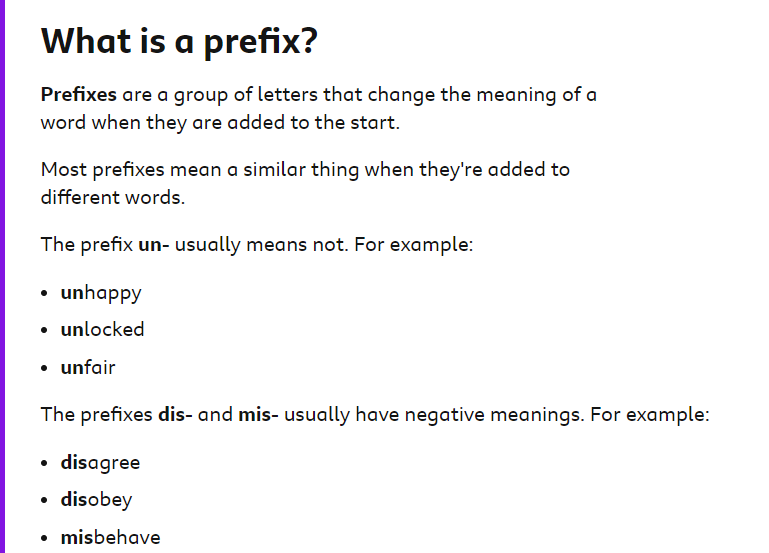 What is a prefix?
Prefixes are a group of letters that change the meaning of a
word when they are added to the start.
Most prefixes mean a similar thing when they're added to
different words.
The prefix un- usually means not. For example:
• unhappy
• unlocked
• unfair
The prefixes dis- and mis- usually have negative meanings. For example:
• disagree
• disobey
• misbehave